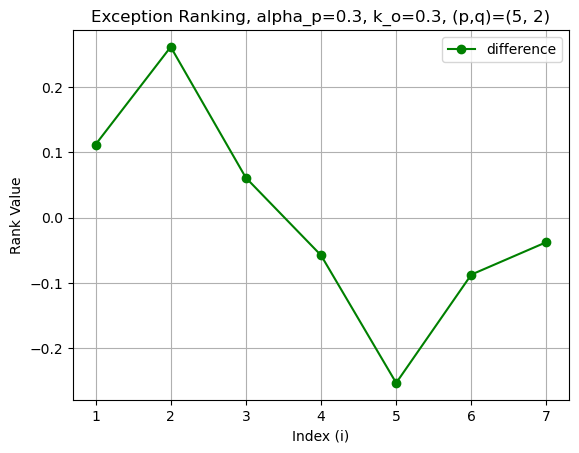 Exception Ranking, alpha_p=0.3, k_o=0.3, (p,q)=(5, 2)
difference
Rank Value
0.2
0.1
0.0
−0.1
−0.2
1 2 3 4 5 6 7
Index (i)